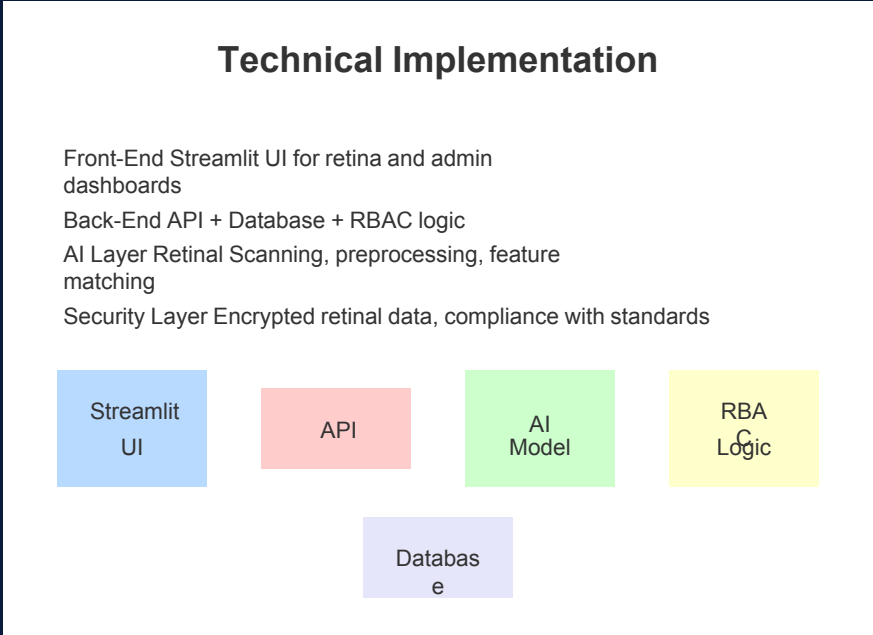 Technical Implementation
Front-End Streamlit UI for retina and admin
dashboards
Back-End API + Database + RBAC logic
AI Layer Retinal Scanning, preprocessing, feature
matching
Security Layer Encrypted retinal data, compliance with standards
Streamlit
UI
API
AI
Model
RBA
C
Logic
Databas
e